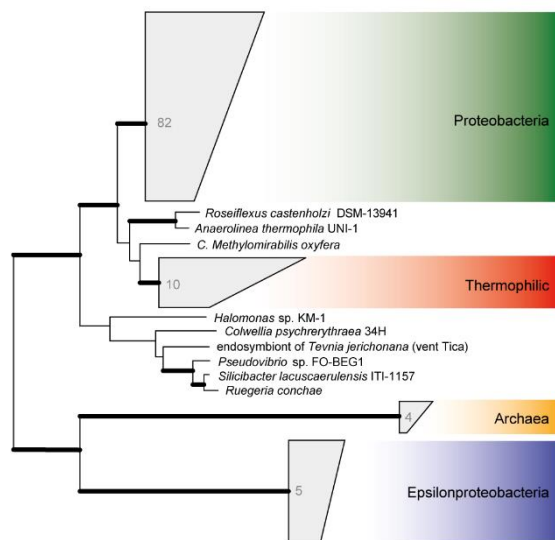 82
Proteobacteria
Roseiflexus castenholzi DSM-13941
Anaerolinea thermophila UNI-1
C. Methylomirabilis oxyfera
10
Thermophilic
Halomonas sp. KM-1
Colwellia psychrerythraea 34H
endosymbiont of Tevnia jerichonana (vent Tica)
Pseudovibrio sp. FO-BEG1
Silicibacter lacuscaerulensis ITI-1157
Ruegeria conchae
4
Archaea
5
Epsilonproteobacteria